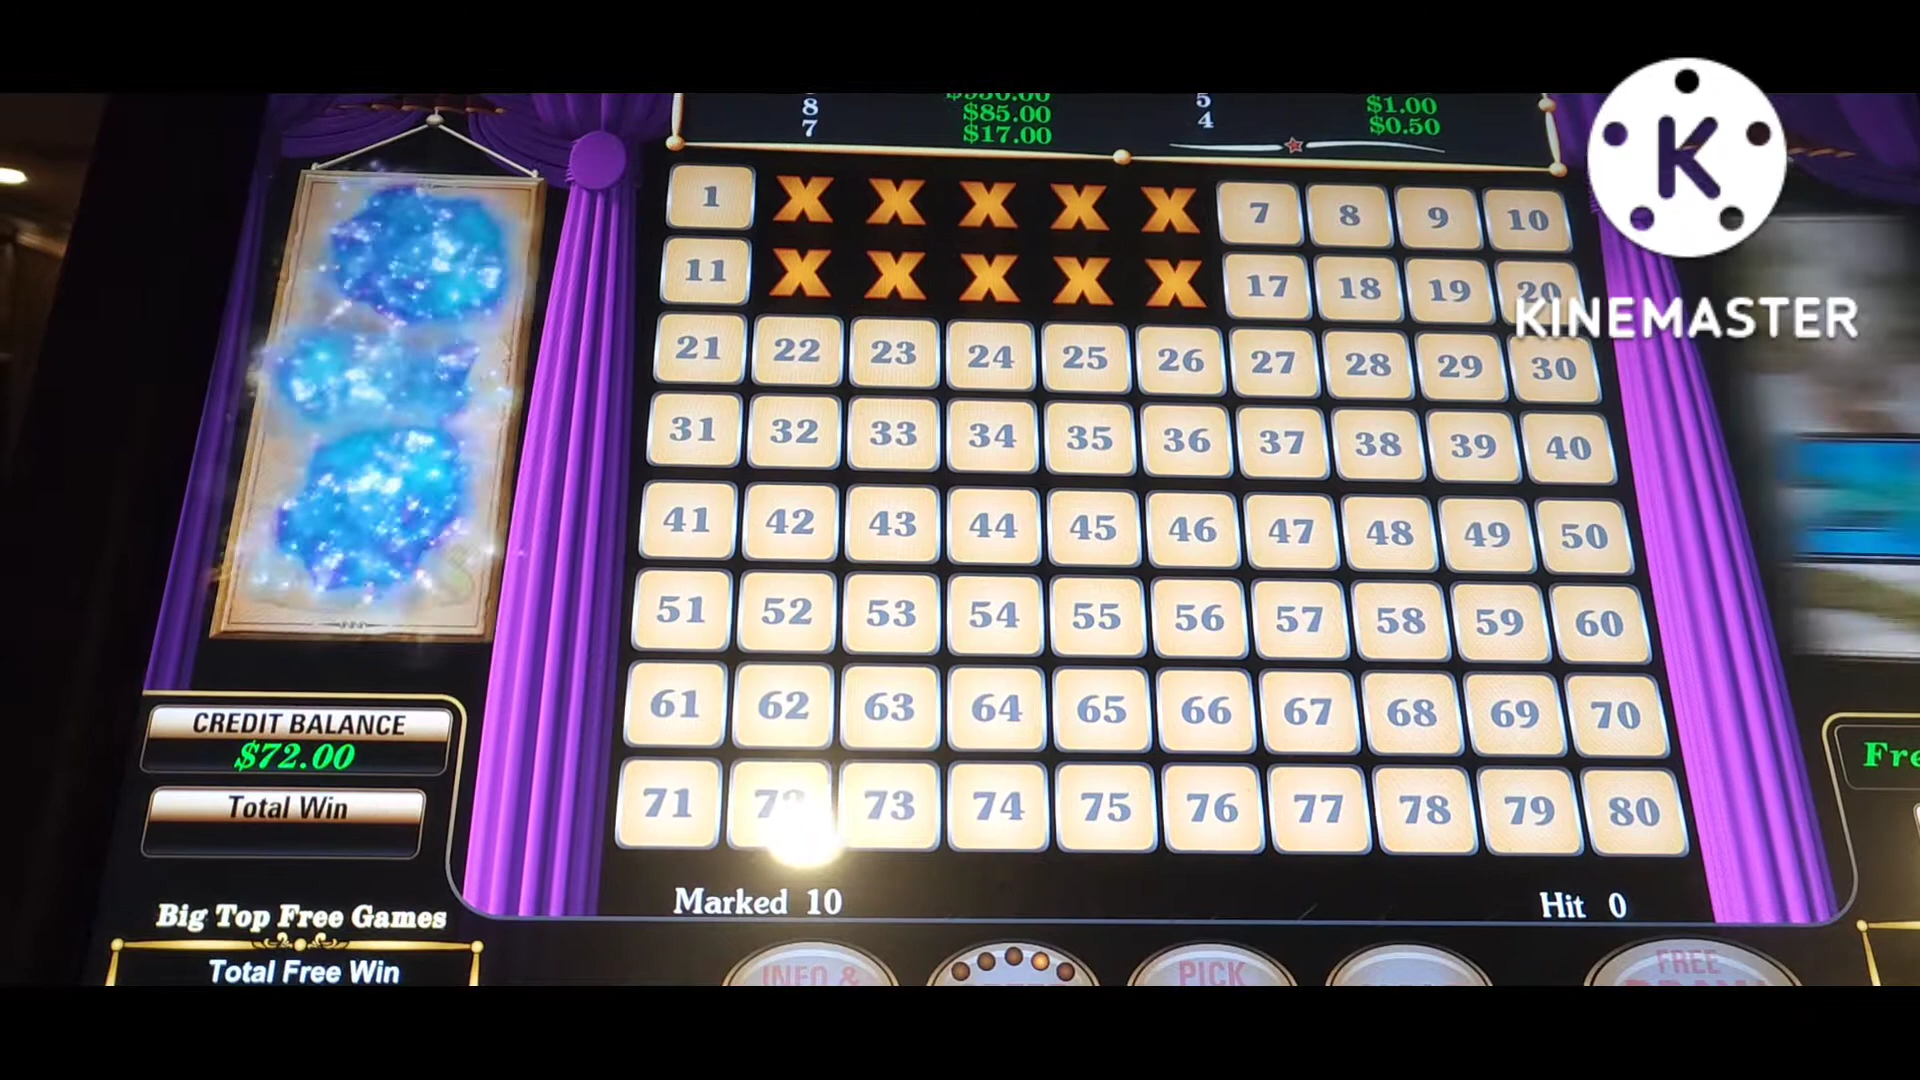 8 $85.00 5 $1.00
7 $17.00 4 $0.50
1 X X X X X 7 8 9 10
11 X X X X X 17 18 19 20
21 22 23 24 25 26 27 28 29 30
31 32 33 34 35 36 37 38 39 40
41 42 43 44 45 46 47 48 49 50
51 52 53 54 55 56 57 58 59 60
61 62 63 64 65 66 67 68 69 70
71 72 73 74 75 76 77 78 79 80
Marked 10 Hit 0
CREDIT BALANCE
$72.00
Total Win
Big Top Free Games
Total Free Win
INFO &
PICK
FREE
K
KINEMASTER